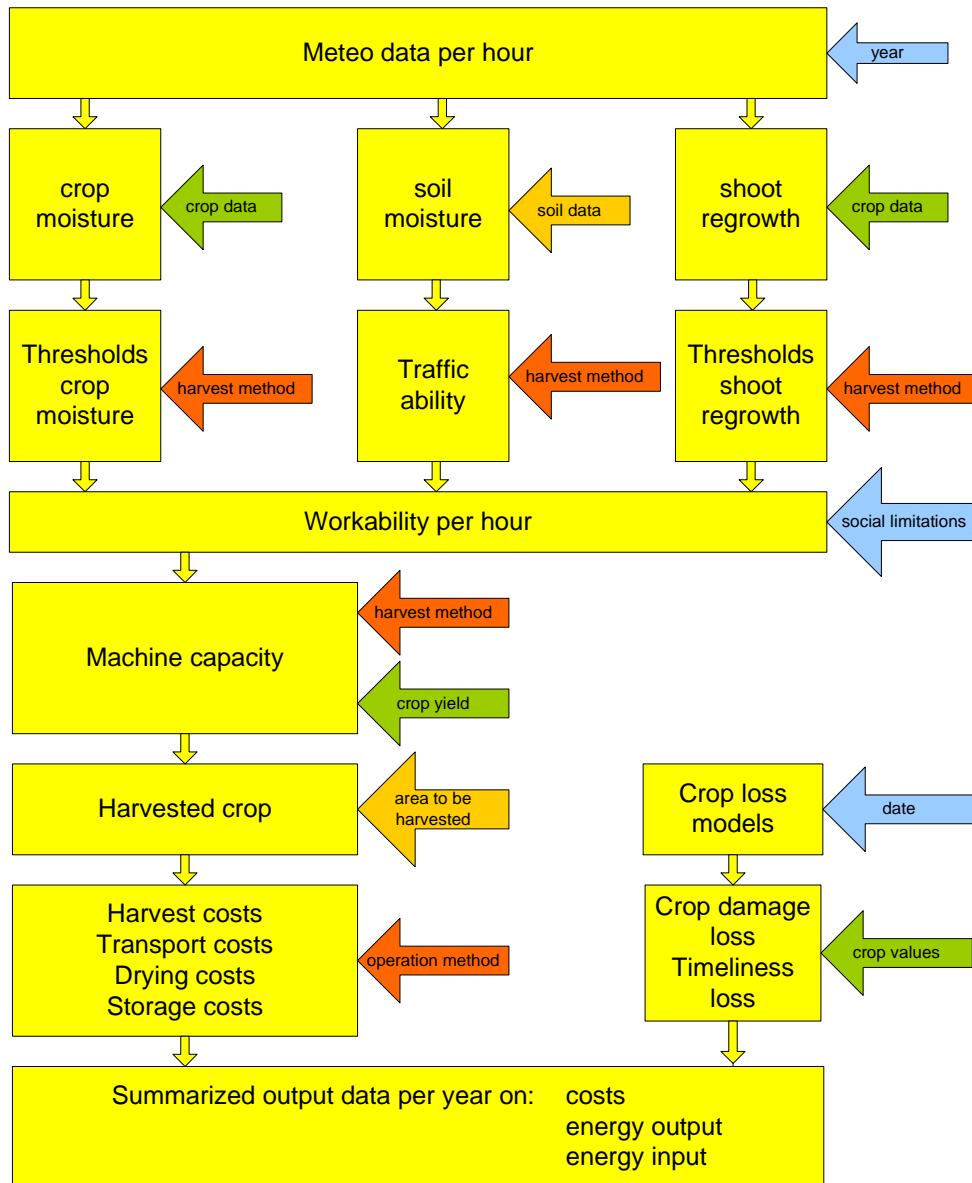 Meteo data per hour
year
crop
moisture
crop data
soil
moisture
soil data
shoot
regrowth
crop data
Thresholds
crop
moisture
harvest method
Traffic
ability
harvest method
Thresholds
shoot
regrowth
harvest method
Workability per hour
social limitations
Machine capacity
harvest method
crop yield
Harvested crop
area to be
harvested
Crop loss
models
date
Harvest costs
Transport costs
Drying costs
Storage costs
operation method
Crop damage
loss
Timeliness
loss
crop values
Summarized output data per year on: costs
energy output
energy input